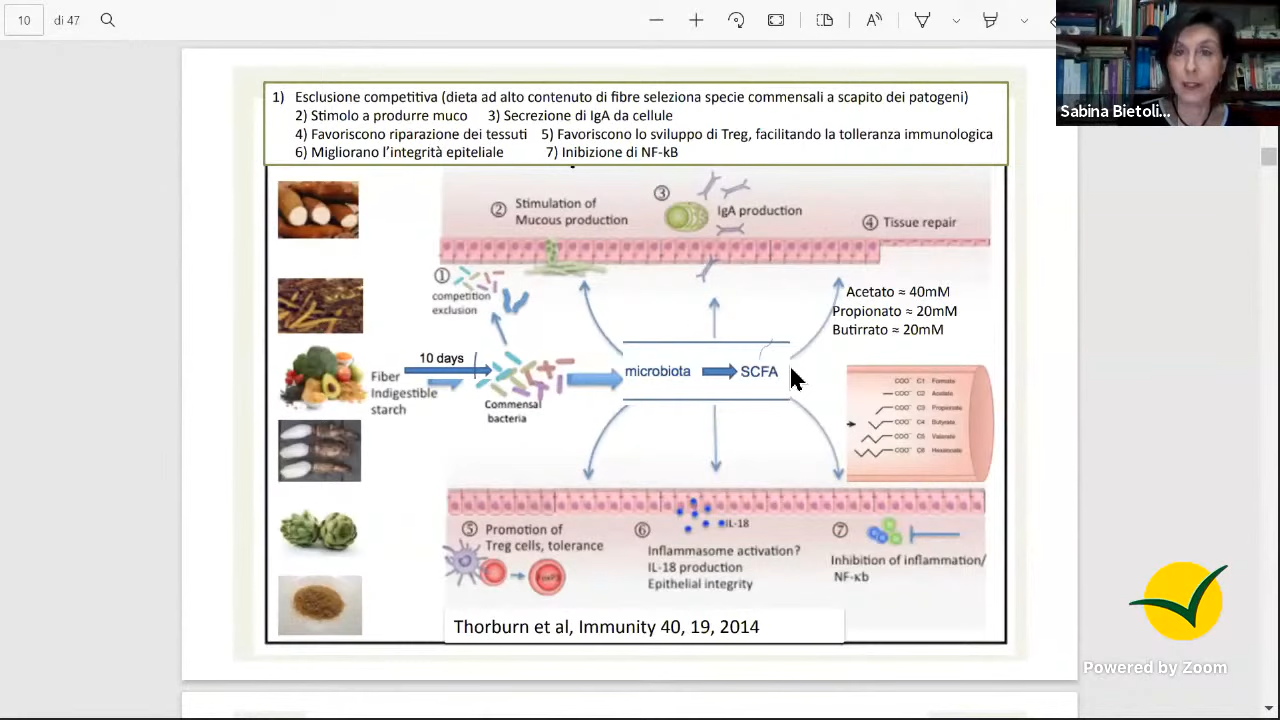 10 di 47
Sabina Bietoli...
1) Esclusione competitiva (dieta ad alto contenuto di fibre seleziona specie commensali a scapito dei patogeni)
2) Stimolo a produrre muco 3) Secrezione di IgA da cellule
4) Favoriscono riparazione dei tessuti 5) Favoriscono lo sviluppo di Treg, facilitando la tolleranza immunologica
6) Migliorano l'integrità epiteliale 7) Inibizione di NF-kB
② Stimulation of
Mucous production
③
IgA production
④ Tissue repair
①
competition
exclusion
Acetato ≈ 40mM
Propionato ≈ 20mM
Butirrato ≈ 20mM
10 days
Fiber
Indigestible
starch
Commensal
bacteria
microbiota
SCFA
COO⁻ C1 Formate
COO⁻ C2 Acetate
COO⁻ C3 Propionate
COO⁻ C4 Butyrate
COO⁻ C5 Valerate
COO⁻ C6 Hexanoate
⑤ Promotion of
Treg cells, tolerance
FoxP3
⑥
IL-18
Inflammasome activation?
IL-18 production
Epithelial integrity
⑦
Inhibition of inflammation/
NF-κb
Thorburn et al, Immunity 40, 19, 2014
Powered by Zoom